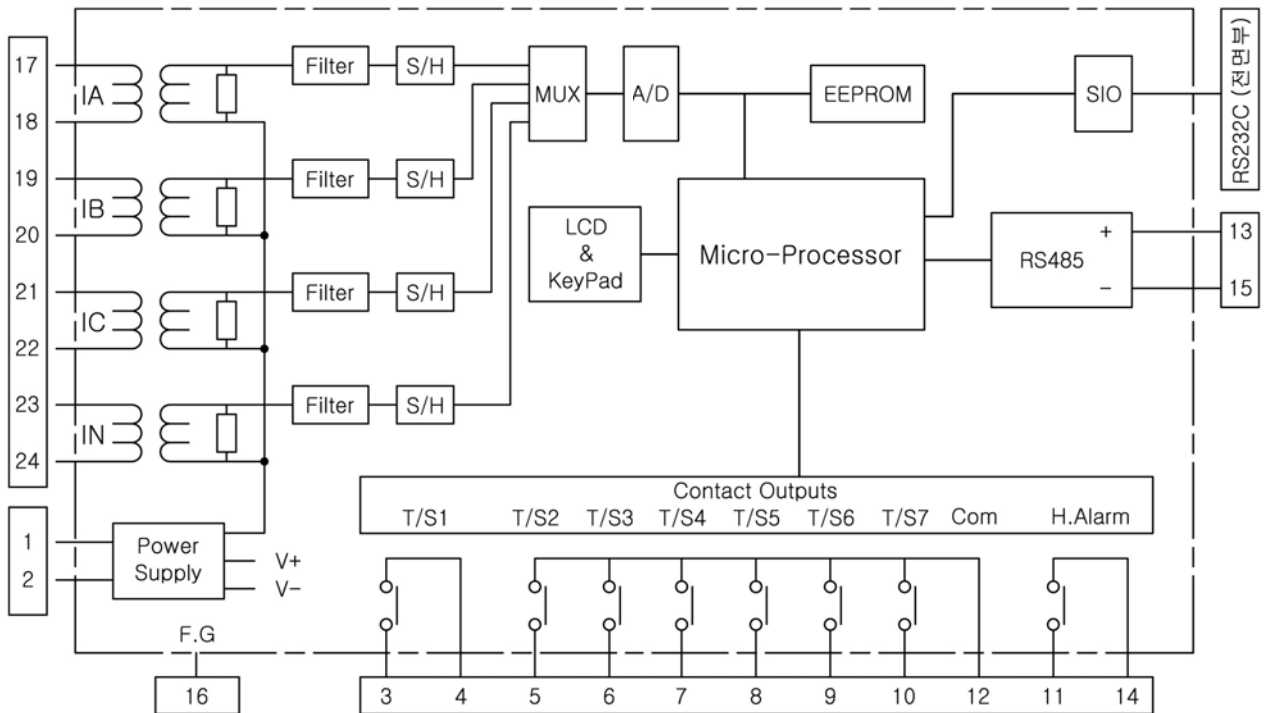 17
IA
18
Filter
S/H
MUX
A/D
EEPROM
SIO
RS232C (전면부)
19
IB
20
Filter
S/H
LCD
&
KeyPad
Micro-Processor
RS485
+
-
13
15
21
IC
22
Filter
S/H
23
IN
24
Filter
S/H
Contact Outputs
T/S1 T/S2 T/S3 T/S4 T/S5 T/S6 T/S7 Com H.Alarm
1
2
Power
Supply
V+
V-
F.G
16
3 4 5 6 7 8 9 10 12 11 14